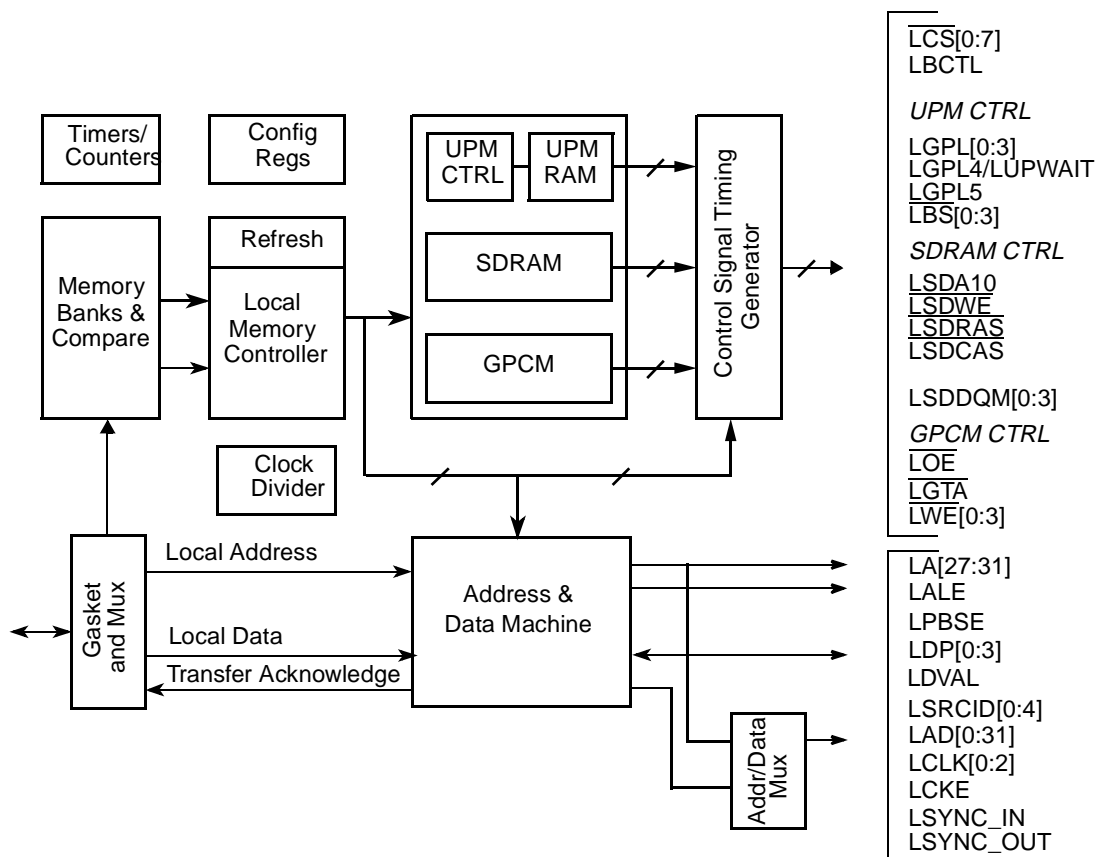 Timers/
Counters
Config
Regs
UPM
CTRL
UPM
RAM
Refresh
Memory
Banks &
Compare
Local
Memory
Controller
SDRAM
GPCM
Control Signal Timing
Generator
Clock
Divider
Gasket
and Mux
Local Address
Local Data
Transfer Acknowledge
Address &
Data Machine
Addr/Data
Mux
LCS[0:7]
LBCTL
UPM CTRL
LGPL[0:3]
LGPL4/LUPWAIT
LGPL5
LBS[0:3]
SDRAM CTRL
LSDA10
LSDWE
LSDRAS
LSDCAS
LSDDQM[0:3]
GPCM CTRL
LOE
LGTA
LWE[0:3]
LA[27:31]
LALE
LPBSE
LDP[0:3]
LDVAL
LSRCID[0:4]
LAD[0:31]
LCLK[0:2]
LCKE
LSYNC_IN
LSYNC_OUT